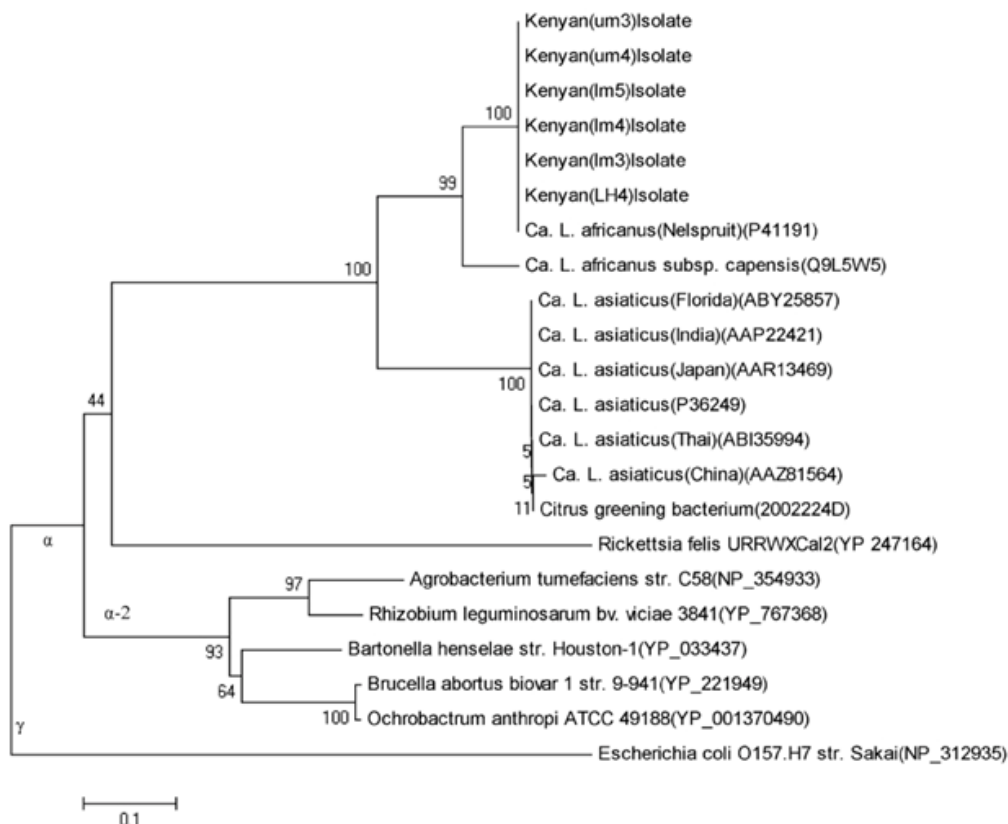 Kenyan(um3)Isolate
Kenyan(um4)Isolate
Kenyan(lm5)Isolate
100
Kenyan(lm4)Isolate
Kenyan(lm3)Isolate
99
Kenyan(LH4)Isolate
Ca. L. africanus(Nelspruit)(P41191)
100
Ca. L. africanus subsp. capensis(Q9L5W5)
Ca. L. asiaticus(Florida)(ABY25857)
Ca. L. asiaticus(India)(AAP22421)
Ca. L. asiaticus(Japan)(AAR13469)
100
Ca. L. asiaticus(P36249)
44
Ca. L. asiaticus(Thai)(ABI35994)
5
Ca. L. asiaticus(China)(AAZ81564)
5
11
Citrus greening bacterium(2002224D)
α
Rickettsia felis URRWXCal2(YP 247164)
97
Agrobacterium tumefaciens str. C58(NP_354933)
α-2
Rhizobium leguminosarum bv. viciae 3841(YP_767368)
93
Bartonella henselae str. Houston-1(YP_033437)
64
Brucella abortus biovar 1 str. 9-941(YP_221949)
100
Ochrobactrum anthropi ATCC 49188(YP_001370490)
γ
Escherichia coli O157.H7 str. Sakai(NP_312935)
0.1